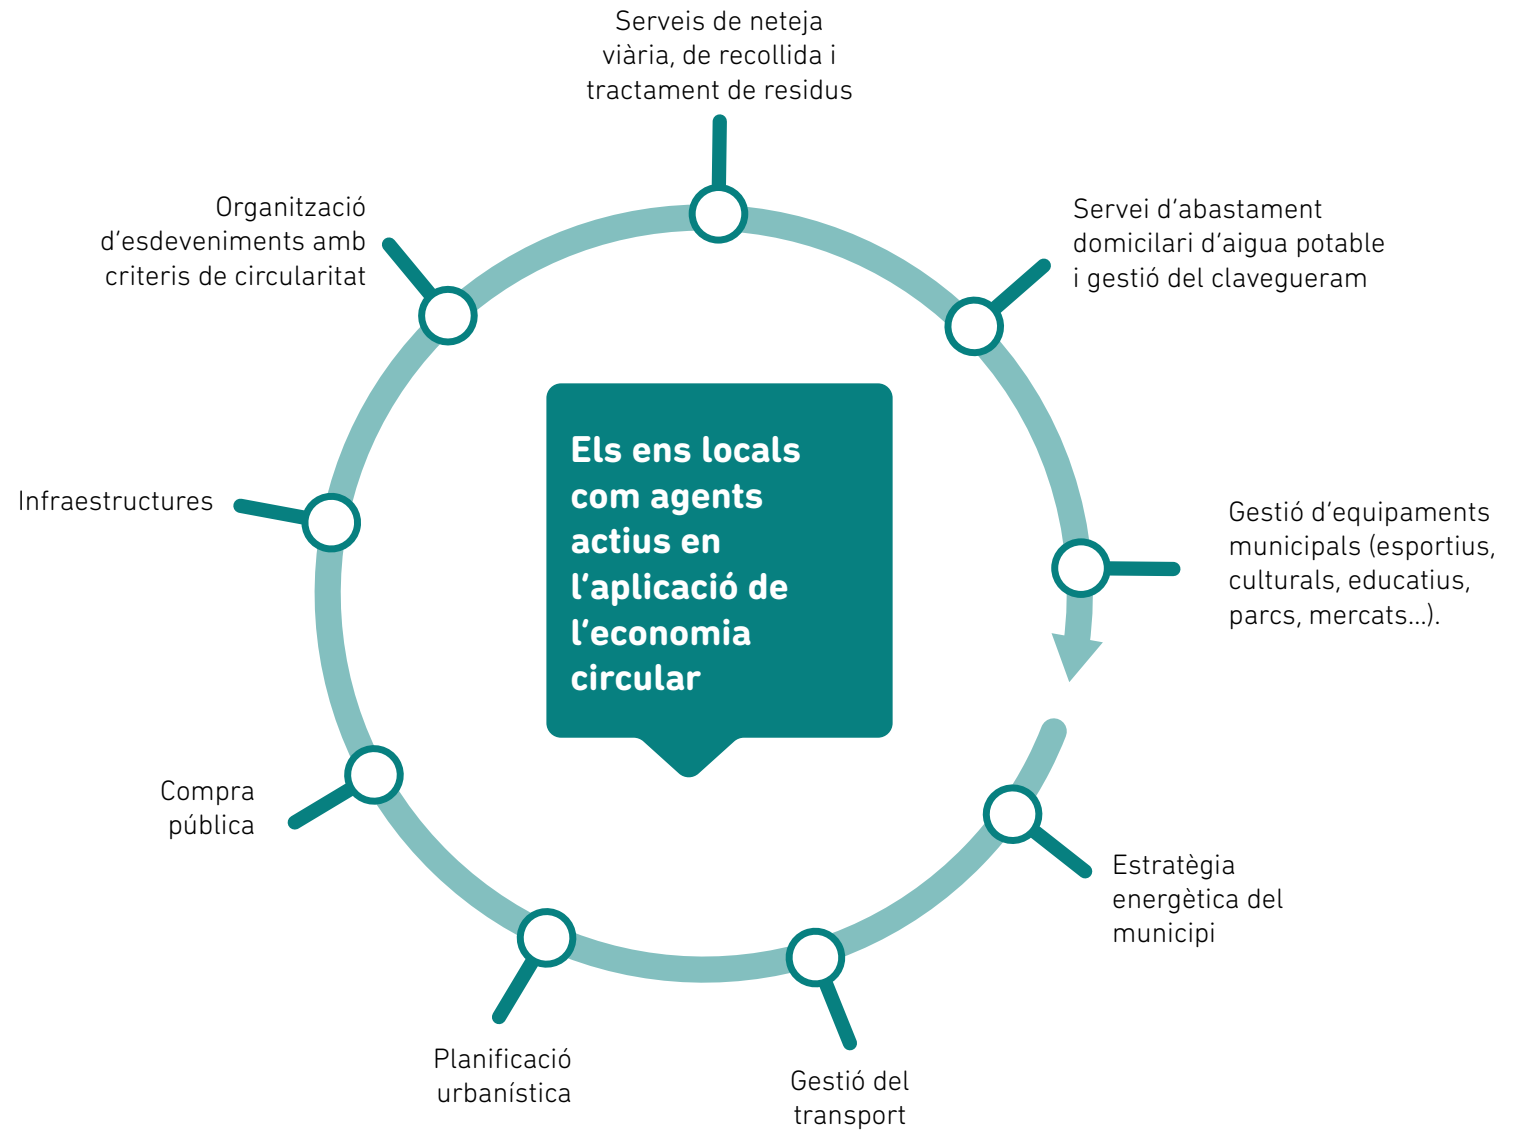 Serveis de neteja
viària, de recollida i
tractament de residus
Servei d’abastament
domicilari d’aigua potable
i gestió del clavegueram
Gestió d’equipaments
municipals (esportius,
culturals, educatius,
parcs, mercats...).
Estratègia
energètica del
municipi
Gestió del
transport
Planificació
urbanística
Compra
pública
Infraestructures
Organització
d’esdeveniments amb
criteris de circularitat
Els ens locals
com agents
actius en
l’aplicació de
l’economia
circular